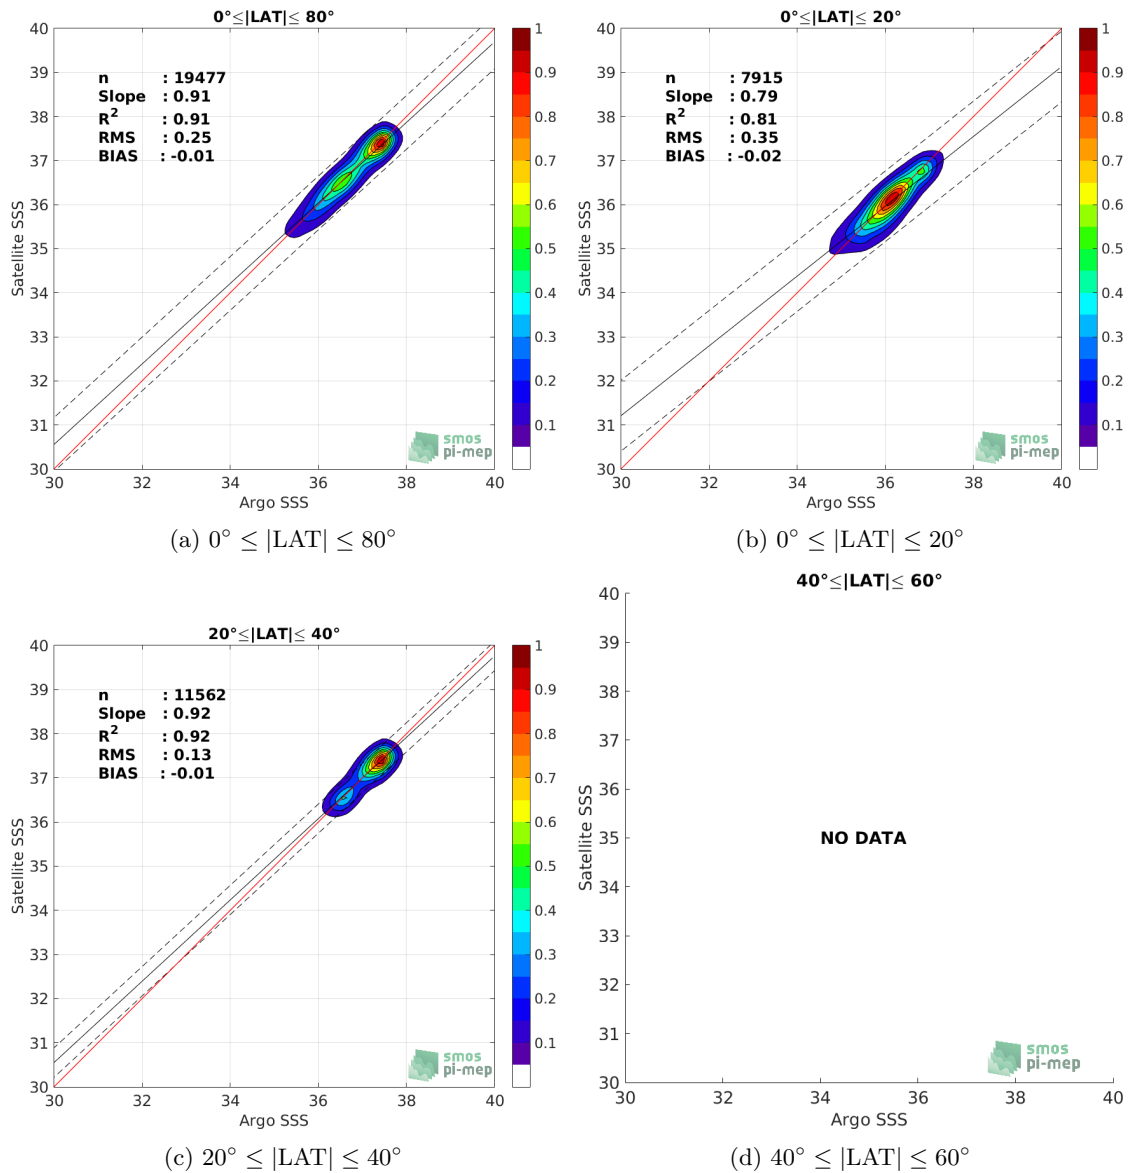 0°≤|LAT|≤ 80°
40
39
38
37
36
35
34
33
32
31
30
Satellite SSS
n : 19477
Slope : 0.91
R² : 0.91
RMS : 0.25
BIAS : -0.01
smos
pi-mep
30 32 34 36 38 40
Argo SSS
1
0.9
0.8
0.7
0.6
0.5
0.4
0.3
0.2
0.1
(a) 0° ≤ |LAT| ≤ 80°
0°≤|LAT|≤ 20°
40
39
38
37
36
35
34
33
32
31
30
Satellite SSS
n : 7915
Slope : 0.79
R² : 0.81
RMS : 0.35
BIAS : -0.02
smos
pi-mep
30 32 34 36 38 40
Argo SSS
1
0.9
0.8
0.7
0.6
0.5
0.4
0.3
0.2
0.1
(b) 0° ≤ |LAT| ≤ 20°
20°≤|LAT|≤ 40°
40
39
38
37
36
35
34
33
32
31
30
Satellite SSS
n : 11562
Slope : 0.92
R² : 0.92
RMS : 0.13
BIAS : -0.01
smos
pi-mep
30 32 34 36 38 40
Argo SSS
1
0.9
0.8
0.7
0.6
0.5
0.4
0.3
0.2
0.1
(c) 20° ≤ |LAT| ≤ 40°
40°≤|LAT|≤ 60°
40
39
38
37
36
35
34
33
32
31
30
Satellite SSS
NO DATA
smos
pi-mep
30 32 34 36 38 40
Argo SSS
(d) 40° ≤ |LAT| ≤ 60°